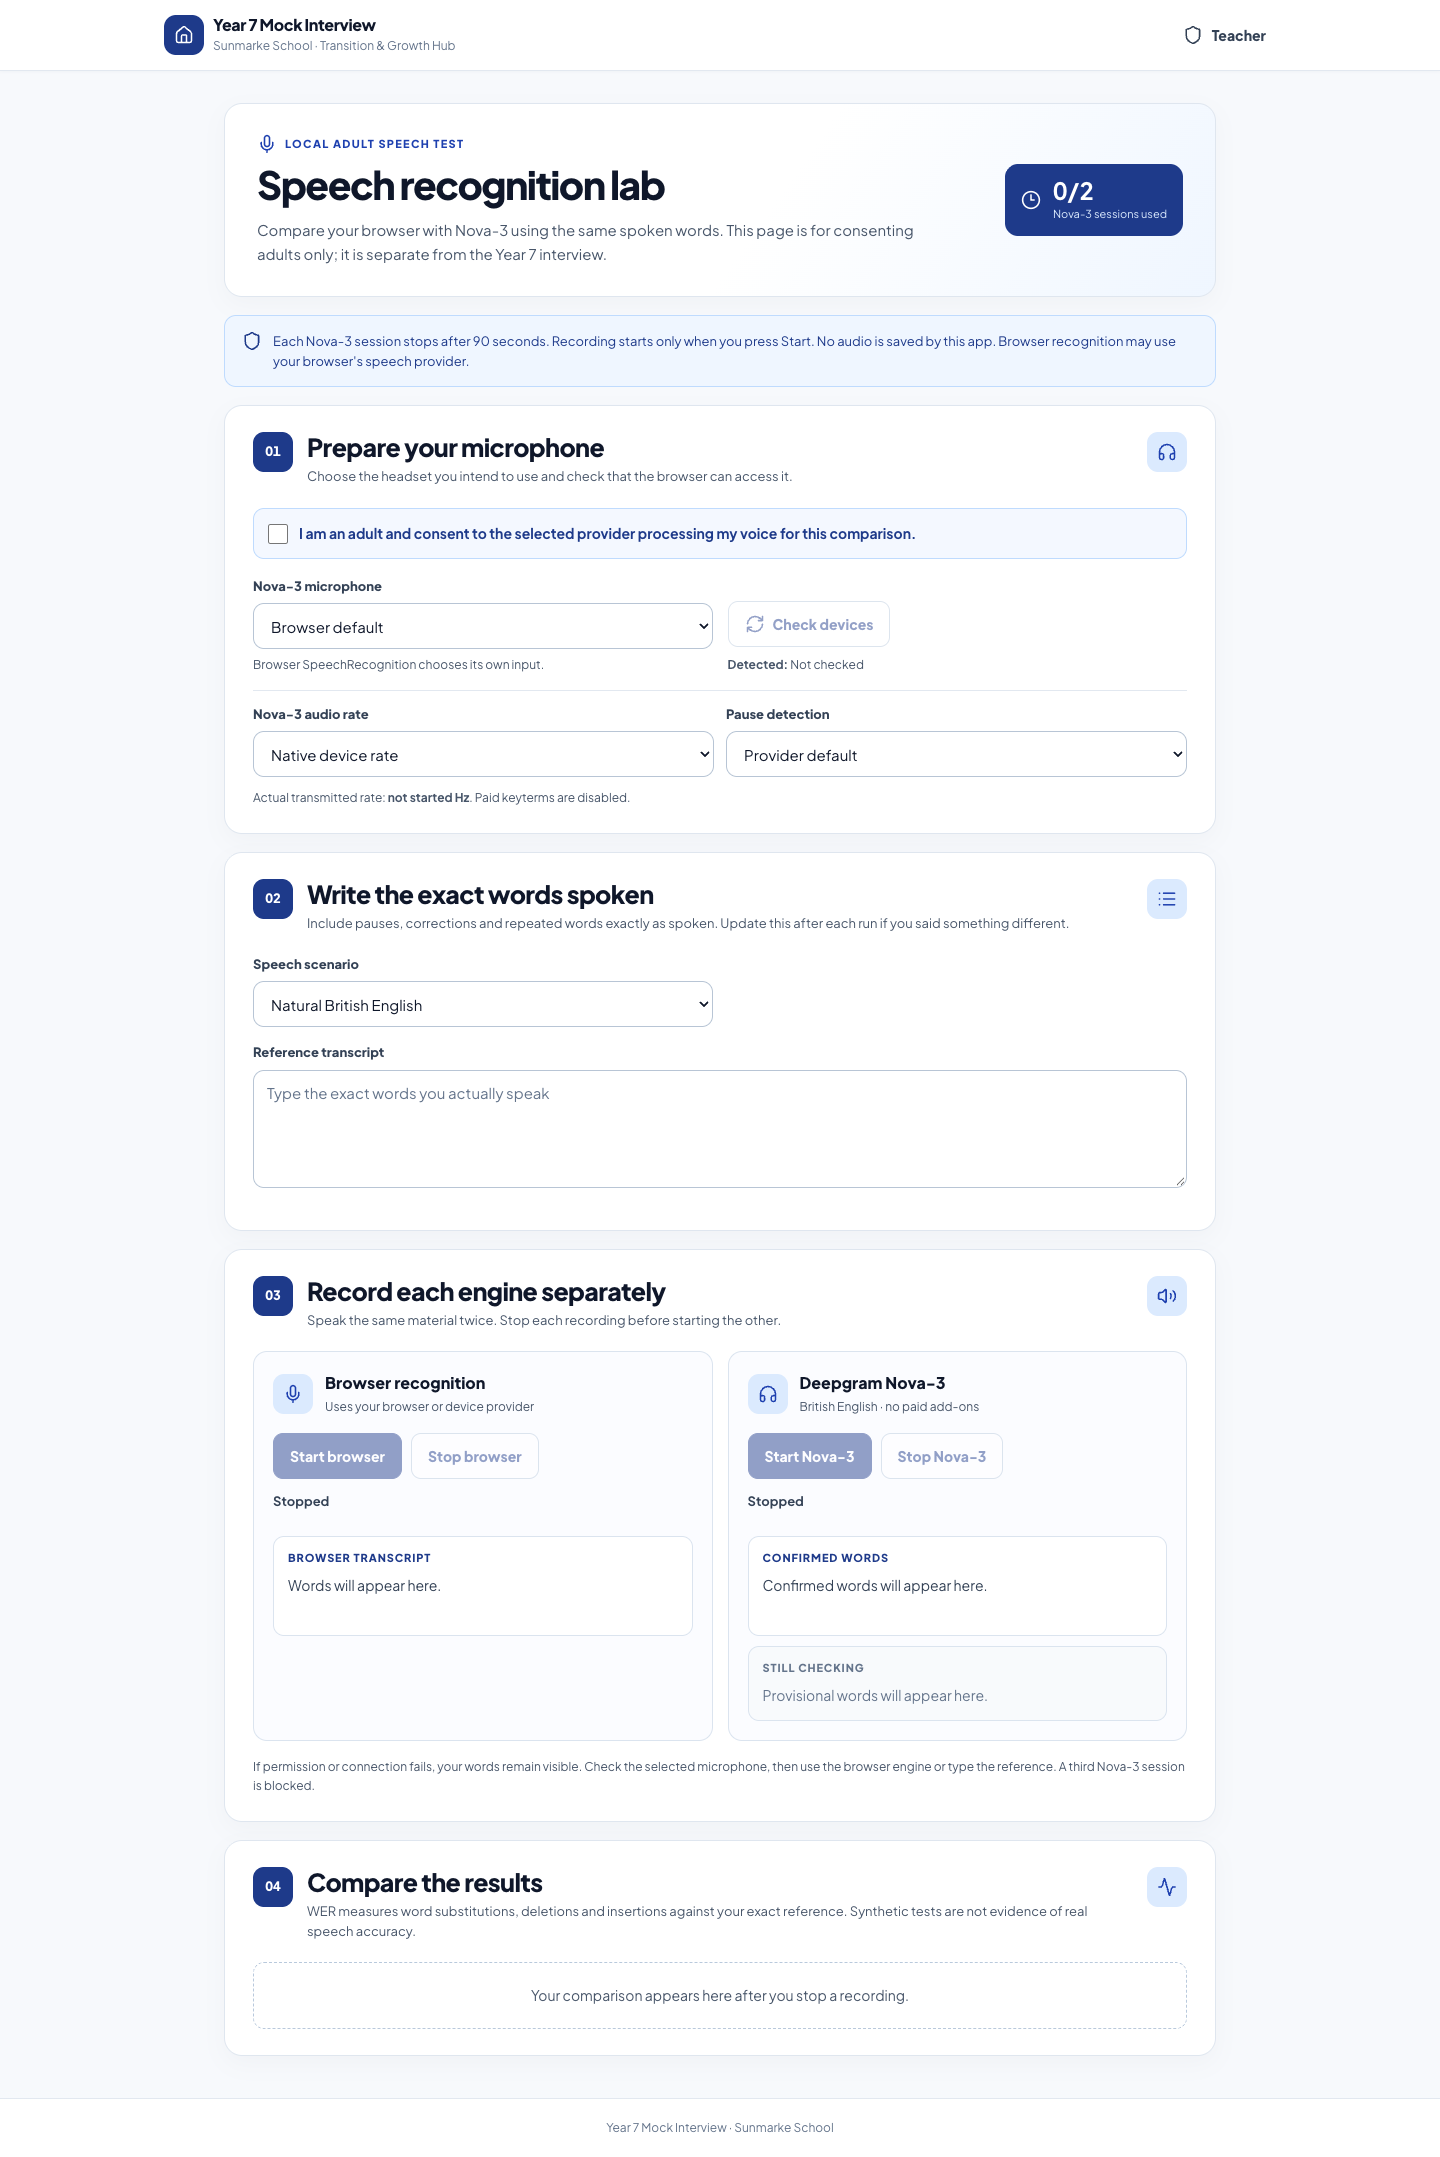 Year 7 Mock Interview
Sunmarke School · Transition & Growth Hub
Teacher
LOCAL ADULT SPEECH TEST
Speech recognition lab
Compare your browser with Nova-3 using the same spoken words. This page is for consenting
adults only; it is separate from the Year 7 interview.
0/2
Nova-3 sessions used
Each Nova-3 session stops after 90 seconds. Recording starts only when you press Start. No audio is saved by this app. Browser recognition may use
your browser's speech provider.
01
Prepare your microphone
Choose the headset you intend to use and check that the browser can access it.
I am an adult and consent to the selected provider processing my voice for this comparison.
Nova-3 microphone
Browser default
Check devices
Browser SpeechRecognition chooses its own input.
Detected: Not checked
Nova-3 audio rate
Pause detection
Native device rate
Provider default
Actual transmitted rate: not started Hz. Paid keyterms are disabled.
02
Write the exact words spoken
Include pauses, corrections and repeated words exactly as spoken. Update this after each run if you said something different.
Speech scenario
Natural British English
Reference transcript
Type the exact words you actually speak
03
Record each engine separately
Speak the same material twice. Stop each recording before starting the other.
Browser recognition
Uses your browser or device provider
Start browser
Stop browser
Stopped
BROWSER TRANSCRIPT
Words will appear here.
Deepgram Nova-3
British English · no paid add-ons
Start Nova-3
Stop Nova-3
Stopped
CONFIRMED WORDS
Confirmed words will appear here.
STILL CHECKING
Provisional words will appear here.
If permission or connection fails, your words remain visible. Check the selected microphone, then use the browser engine or type the reference. A third Nova-3 session
is blocked.
04
Compare the results
WER measures word substitutions, deletions and insertions against your exact reference. Synthetic tests are not evidence of real
speech accuracy.
Your comparison appears here after you stop a recording.
Year 7 Mock Interview · Sunmarke School